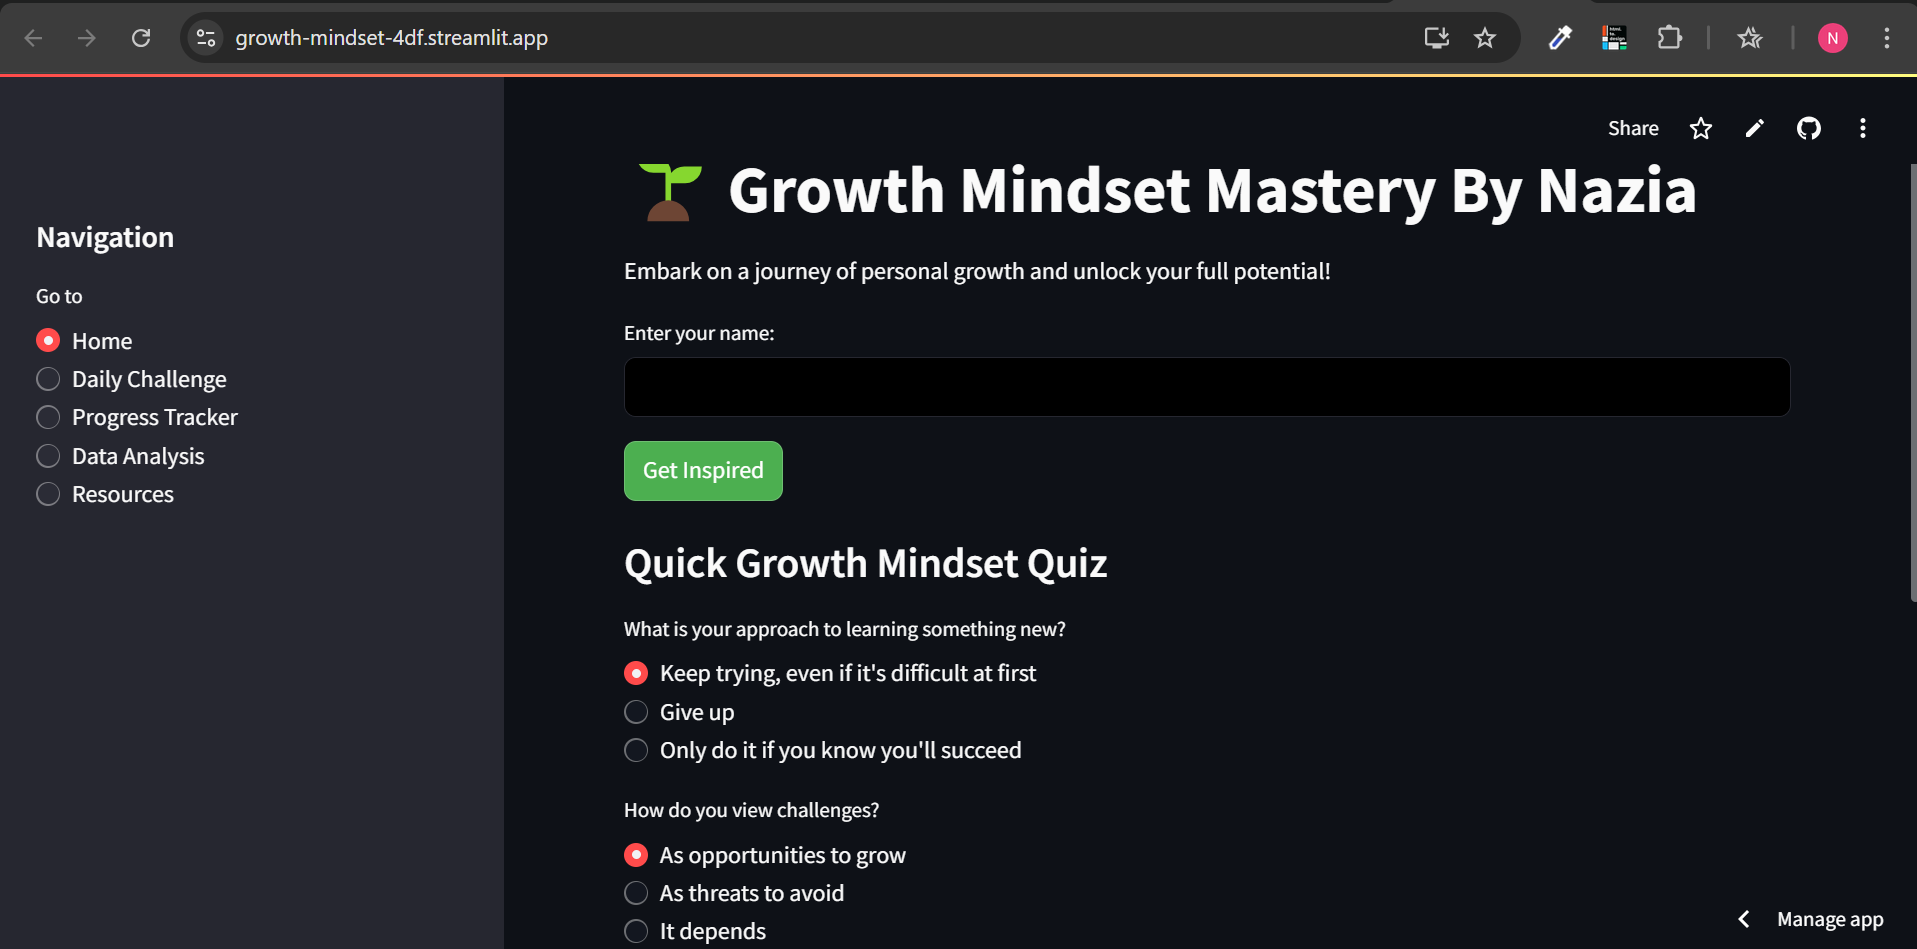 growth-mindset-4df.streamlit.app
N
Share
Growth Mindset Mastery By Nazia
Embark on a journey of personal growth and unlock your full potential!
Enter your name:
Get Inspired
Navigation
Go to
Home
Daily Challenge
Progress Tracker
Data Analysis
Resources
Quick Growth Mindset Quiz
What is your approach to learning something new?
Keep trying, even if it's difficult at first
Give up
Only do it if you know you'll succeed
How do you view challenges?
As opportunities to grow
As threats to avoid
It depends
Manage app